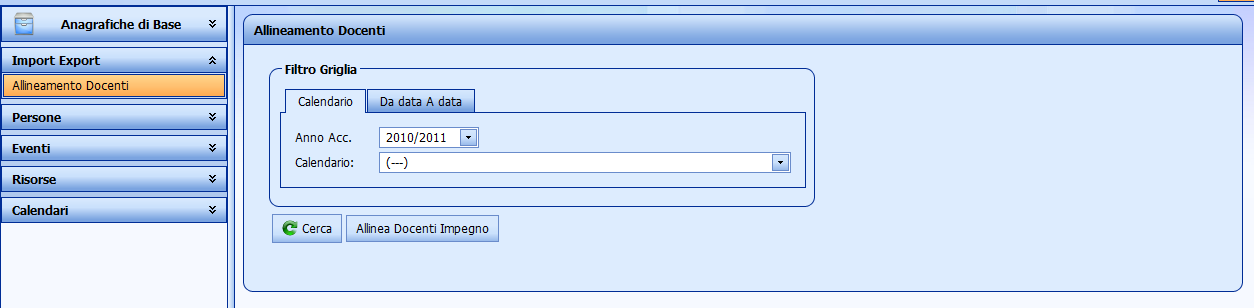 Anagrafiche di Base
Import Export
Allineamento Docenti
Persone
Eventi
Risorse
Calendari
Allineamento Docenti
Filtro Griglia
Calendario Da data A data
Anno Acc. 2010/2011
Calendario: (---)
Cerca Allinea Docenti Impegno